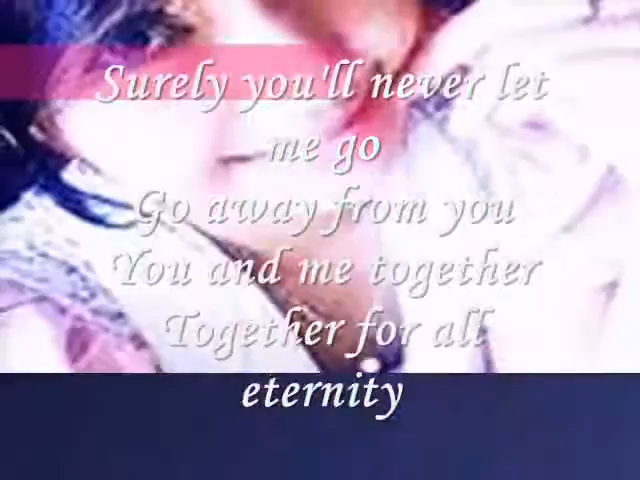 Surely you'll never let
me go
Go away from you
You and me together
Together for all
eternity